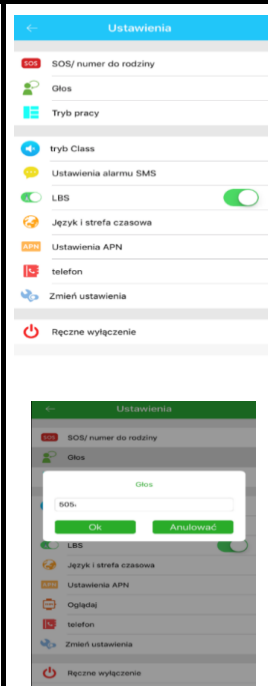 Ustawienia
SOS SOS/ numer do rodziny
Głos
Tryb pracy
tryb Class
Ustawienia alarmu SMS
LBS
Język i strefa czasowa
APN Ustawienia APN
telefon
Zmień ustawienia
Ręczne wyłączenie
Ustawienia
SOS SOS/ numer do rodziny
Głos
Głos
SOS:
Ok Anulować
LBS
Język i strefa czasowa
APN Ustawienia APN
Oglądaj
telefon
Zmień ustawienia
Ręczne wyłączenie